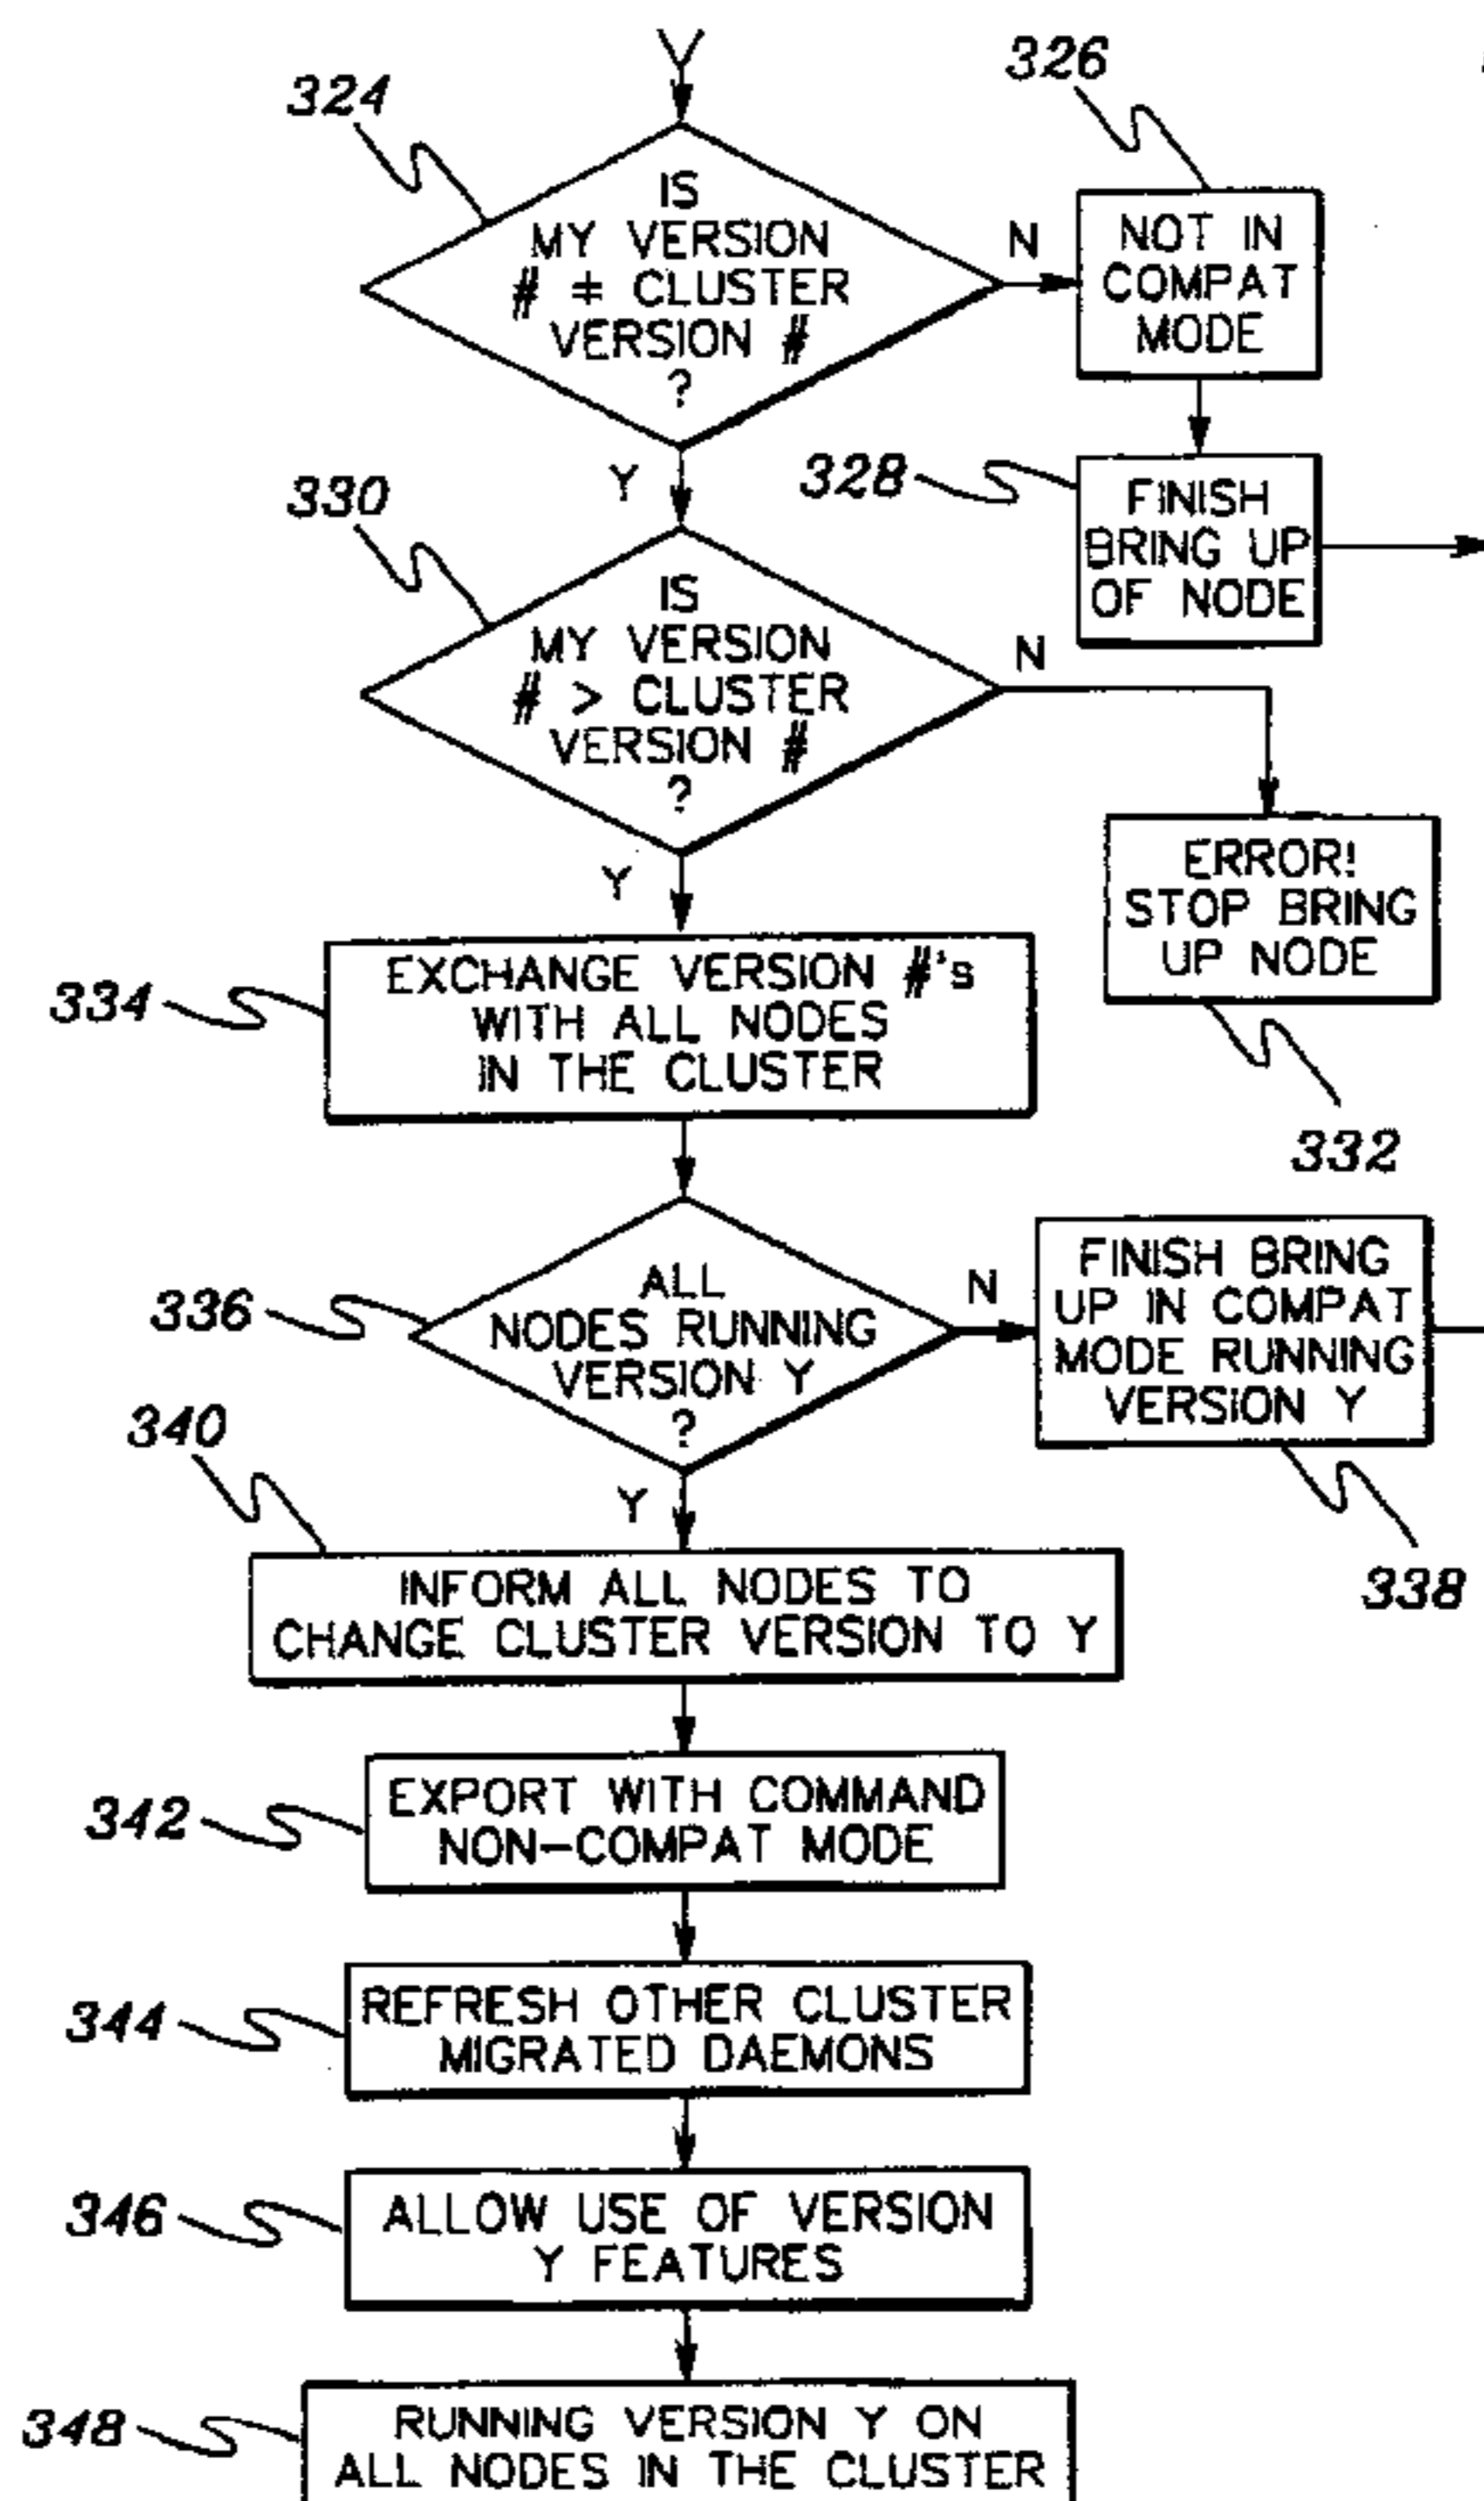 324
IS
MY VERSION
# ≠ CLUSTER
VERSION #
?
N
Y
326
NOT IN
COMPAT
MODE
328
FINISH
BRING UP
OF NODE
330
IS
MY VERSION
# > CLUSTER
VERSION #
?
N
Y
ERROR!
STOP BRING
UP NODE
332
334
EXCHANGE VERSION #'s
WITH ALL NODES
IN THE CLUSTER
336
ALL
NODES RUNNING
VERSION Y
?
N
Y
FINISH BRING
UP IN COMPAT
MODE RUNNING
VERSION Y
338
340
INFORM ALL NODES TO
CHANGE CLUSTER VERSION TO Y
342
EXPORT WITH COMMAND
NON-COMPAT MODE
344
REFRESH OTHER CLUSTER
MIGRATED DAEMONS
346
ALLOW USE OF VERSION
Y FEATURES
348
RUNNING VERSION Y ON
ALL NODES IN THE CLUSTER